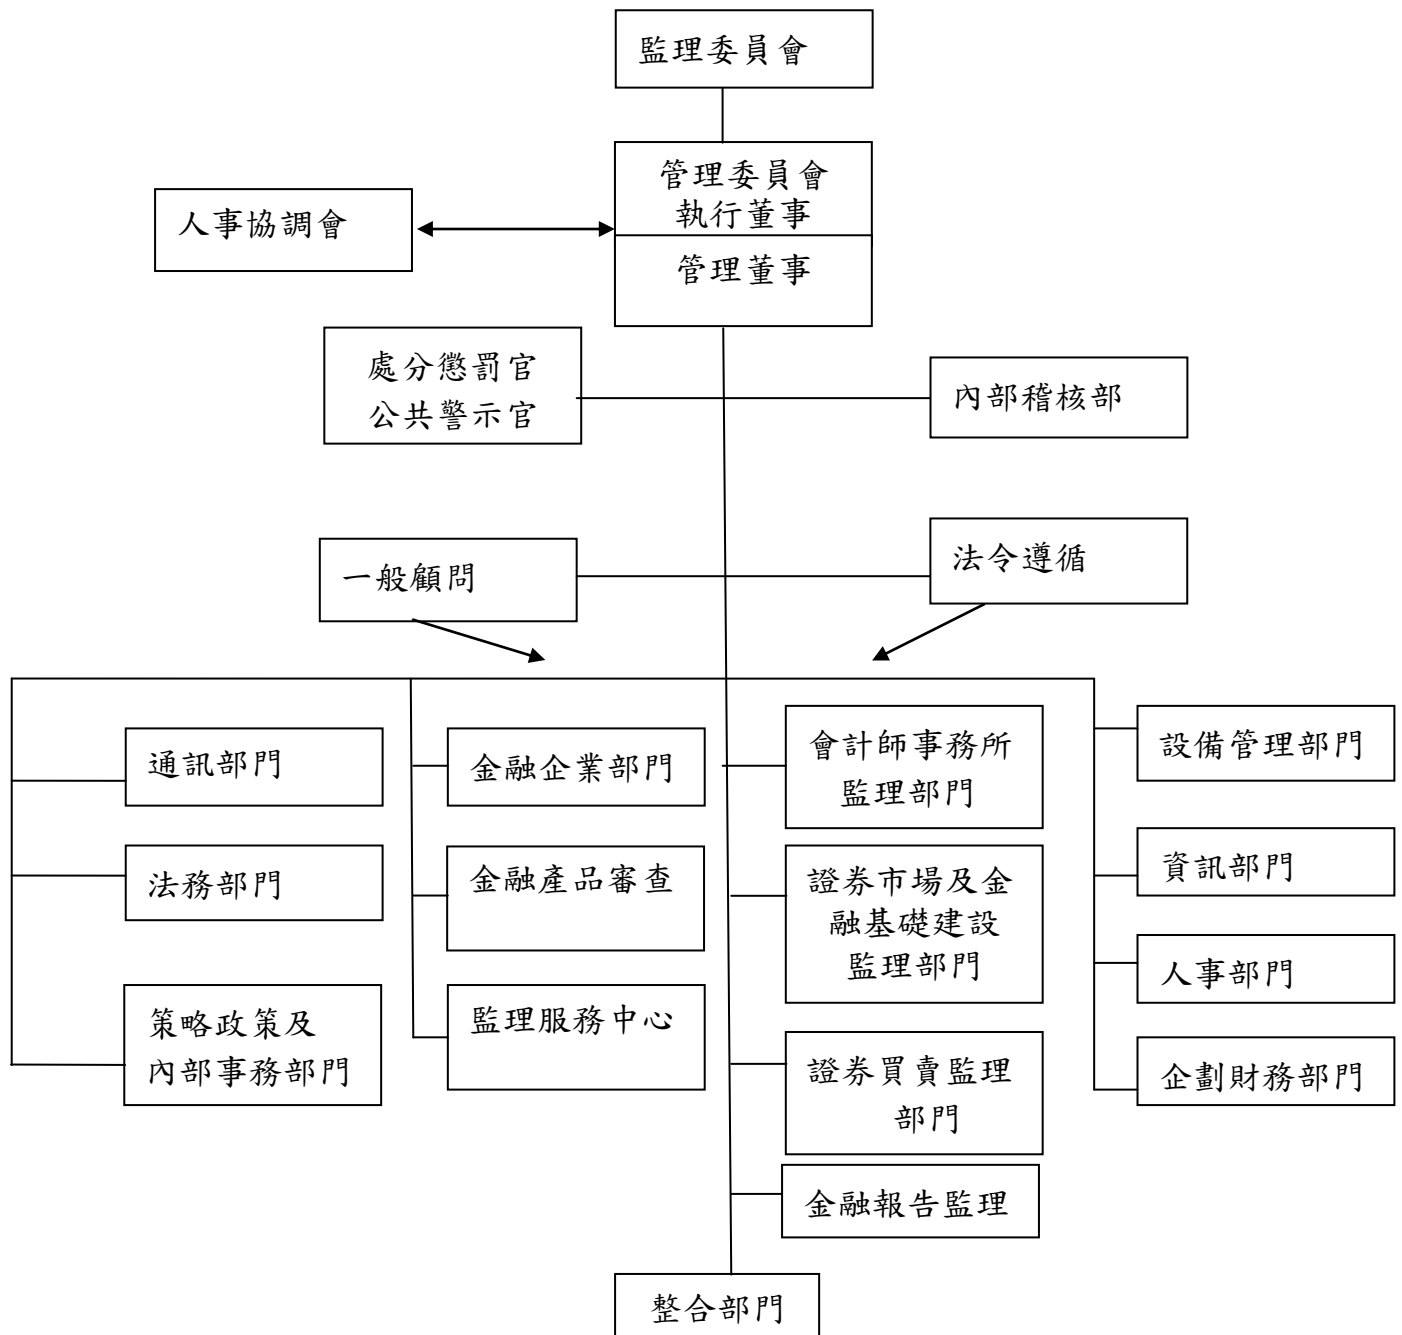 監理委員會
管理委員會
執行董事
人事協調會
管理董事
處分懲罰官
公共警示官
內部稽核部
一般顧問
法令遵循
通訊部門
法務部門
策略政策及
內部事務部門
金融企業部門
金融產品審查
監理服務中心
會計師事務所
監理部門
證券市場及金
融基礎建設
監理部門
證券買賣監理
部門
金融報告監理
設備管理部門
資訊部門
人事部門
企劃財務部門
整合部門